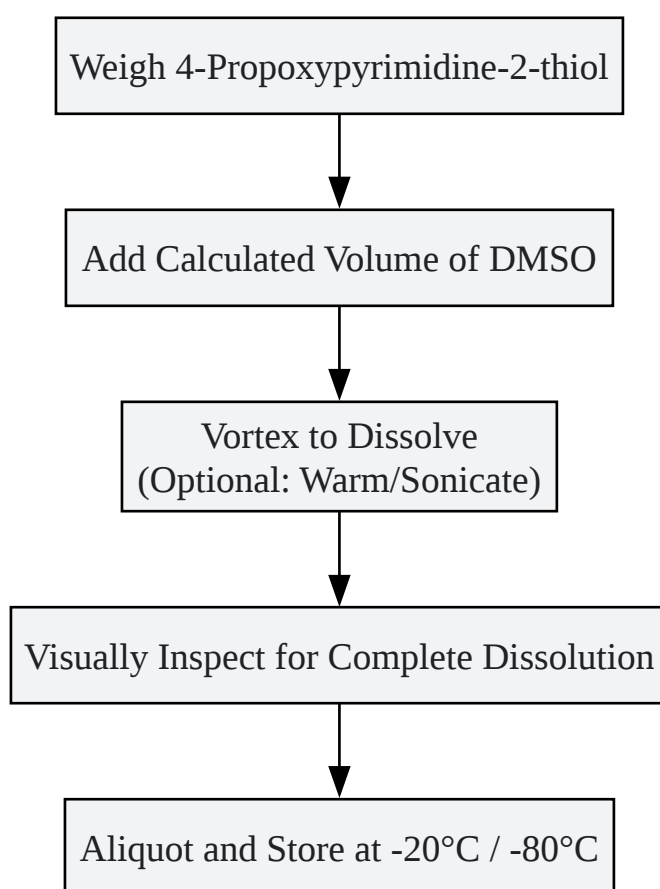 Weigh 4-Propoxypyrimidine-2-thiol
Add Calculated Volume of DMSO
Vortex to Dissolve
(Optional: Warm/Sonicate)
Visually Inspect for Complete Dissolution
Aliquot and Store at -20°C / -80°C